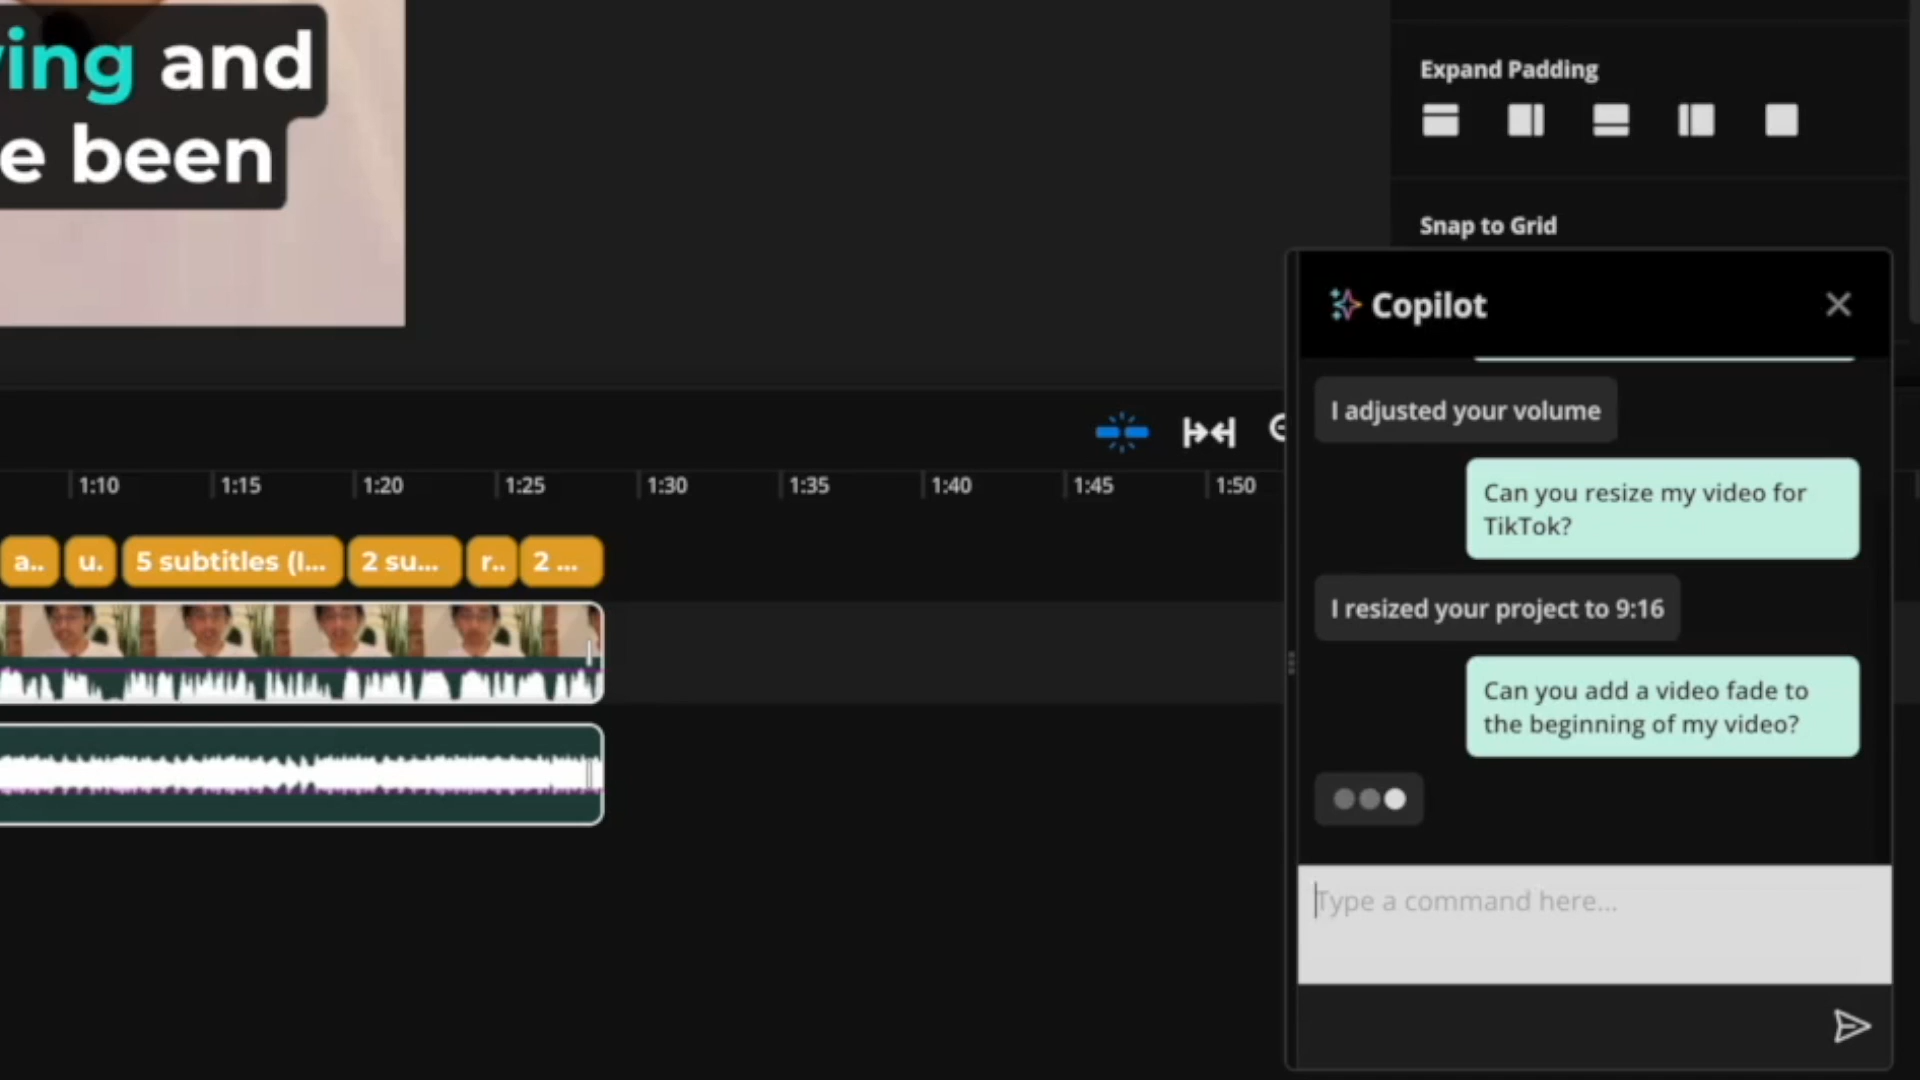 ing and
e been
Expand Padding
Snap to Grid
Copilot
I adjusted your volume
Can you resize my video for
TikTok?
I resized your project to 9:16
Can you add a video fade to
the beginning of my video?
Type a command here...
1:10 1:15 1:20 1:25 1:30 1:35 1:40 1:45 1:50
a.. u. 5 subtitles (I... 2 su... r.. 2 ...